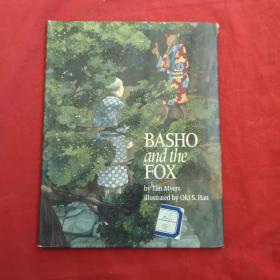 BASHO
and the
FOX
by Tim Myers
illustrated by Oki S. Han